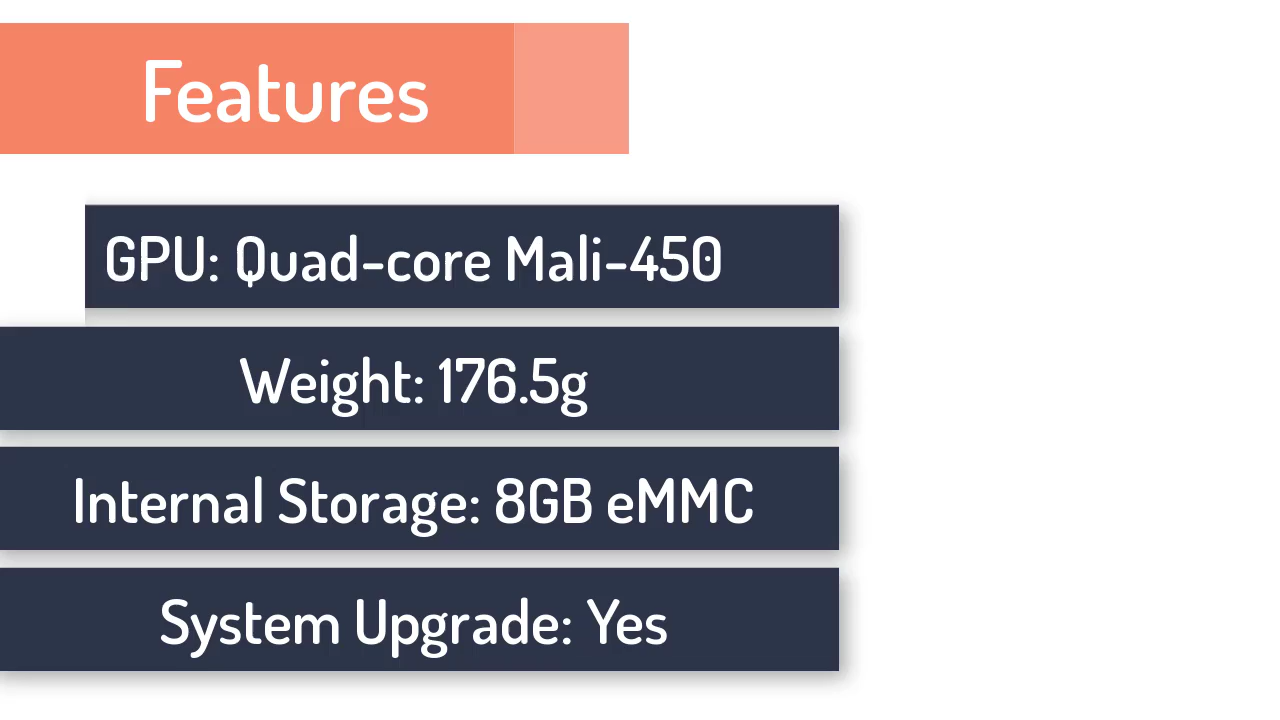 Features
GPU: Quad-core Mali-450
Weight: 176.5g
Internal Storage: 8GB eMMC
System Upgrade: Yes